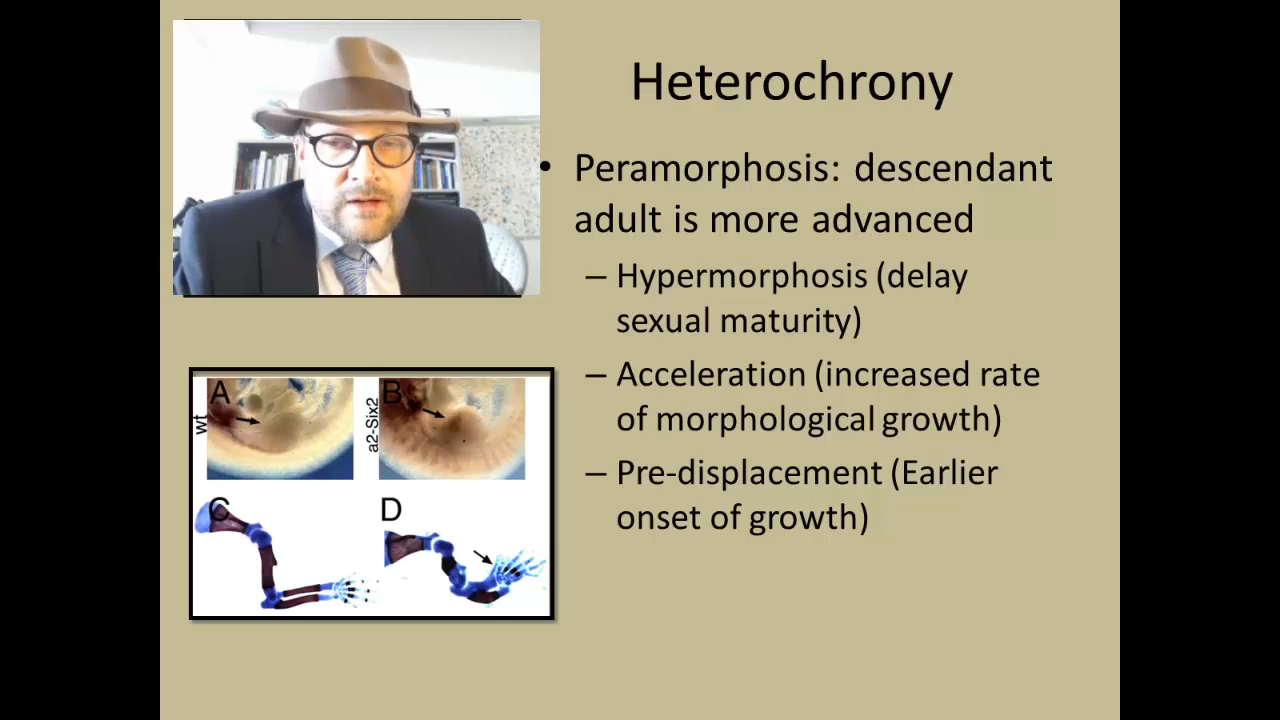 Heterochrony
• Peramorphosis: descendant
adult is more advanced
– Hypermorphosis (delay
sexual maturity)
– Acceleration (increased rate
of morphological growth)
– Pre-displacement (Earlier
onset of growth)
A
B
wt
a2-Six2
C
D